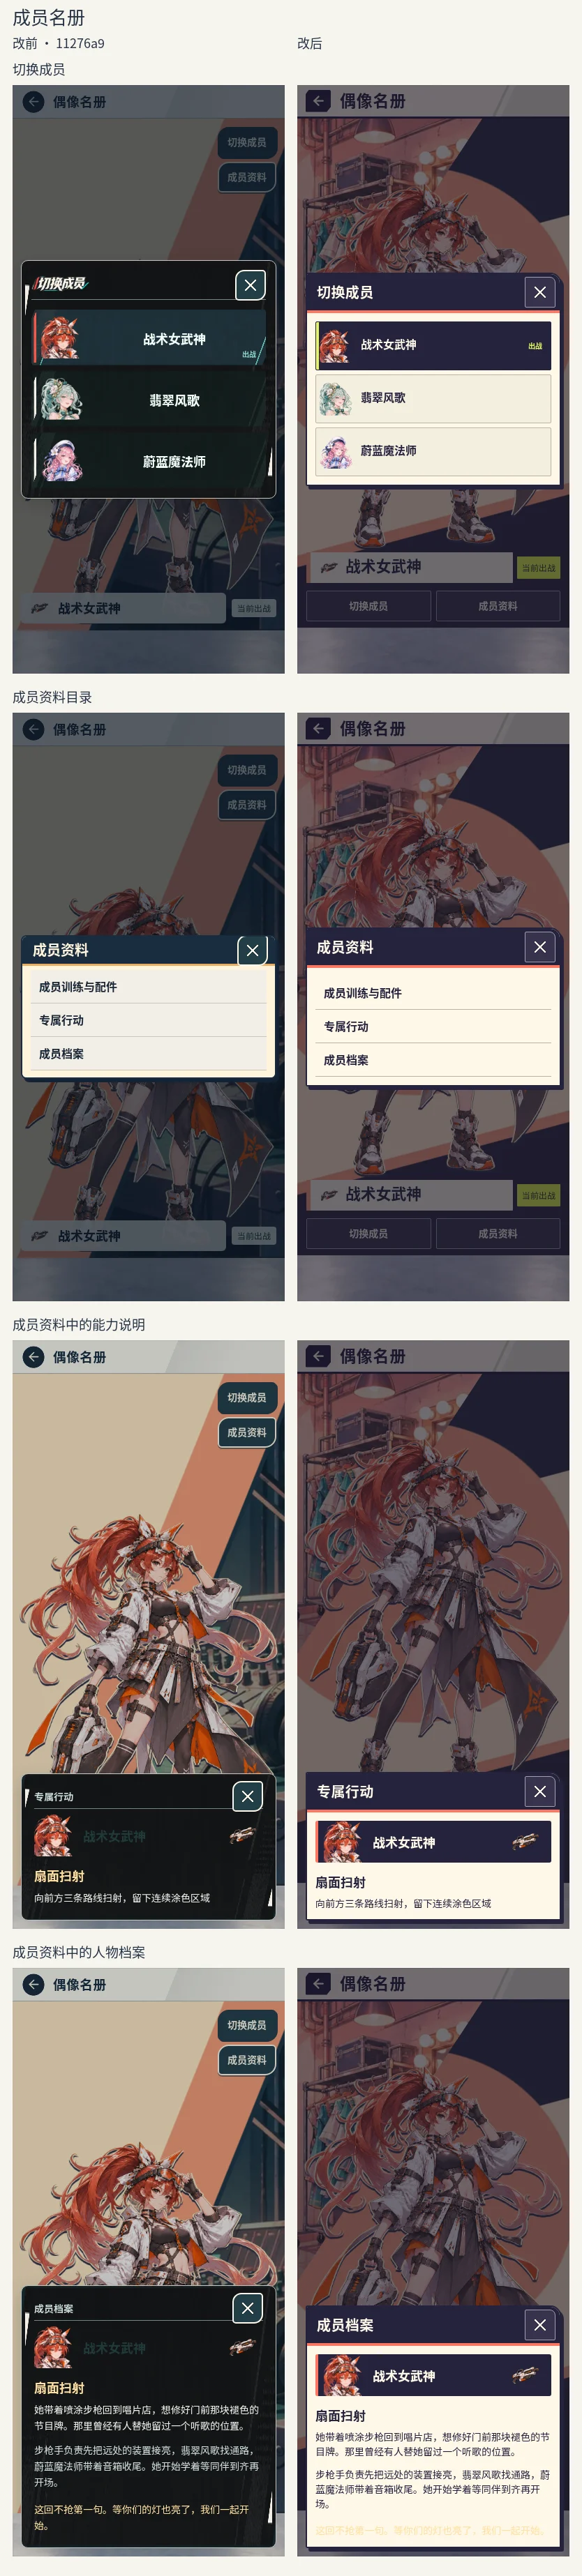 成员名册
改前 · 11276a9
改后
切换成员
偶像名册
切换成员
成员资料
切换成员
战术女武神
出战
翡翠风歌
蔚蓝魔法师
战术女武神
当前出战
偶像名册
切换成员
战术女武神
出战
翡翠风歌
蔚蓝魔法师
战术女武神
当前出战
切换成员
成员资料
成员资料目录
偶像名册
切换成员
成员资料
成员资料
成员训练与配件
专属行动
成员档案
战术女武神
当前出战
偶像名册
成员资料
成员训练与配件
专属行动
成员档案
战术女武神
当前出战
切换成员
成员资料
成员资料中的能力说明
偶像名册
切换成员
成员资料
专属行动
战术女武神
扇面扫射
向前方三条路线扫射，留下连续涂色区域
偶像名册
专属行动
战术女武神
扇面扫射
向前方三条路线扫射，留下连续涂色区域
成员资料中的人物档案
偶像名册
切换成员
成员资料
成员档案
战术女武神
扇面扫射
她带着喷涂步枪回到唱片店，想修好门前那块褪色的
节目牌。那里曾经有人替她留过一个听歌的位置。
步枪手负责先把远处的装置接亮，翡翠风歌找通路，
蔚蓝魔法师带着音箱收尾。她开始学着等同伴到齐再
开场。
这回不抢第一句。等你们的灯也亮了，我们一起开
始。
偶像名册
成员档案
战术女武神
扇面扫射
她带着喷涂步枪回到唱片店，想修好门前那块褪色的节
目牌。那里曾经有人替她留过一个听歌的位置。
步枪手负责先把远处的装置接亮，翡翠风歌找通路，蔚
蓝魔法师带着音箱收尾。她开始学着等同伴到齐再开
场。
这回不抢第一句。等你们的灯也亮了，我们一起开始。